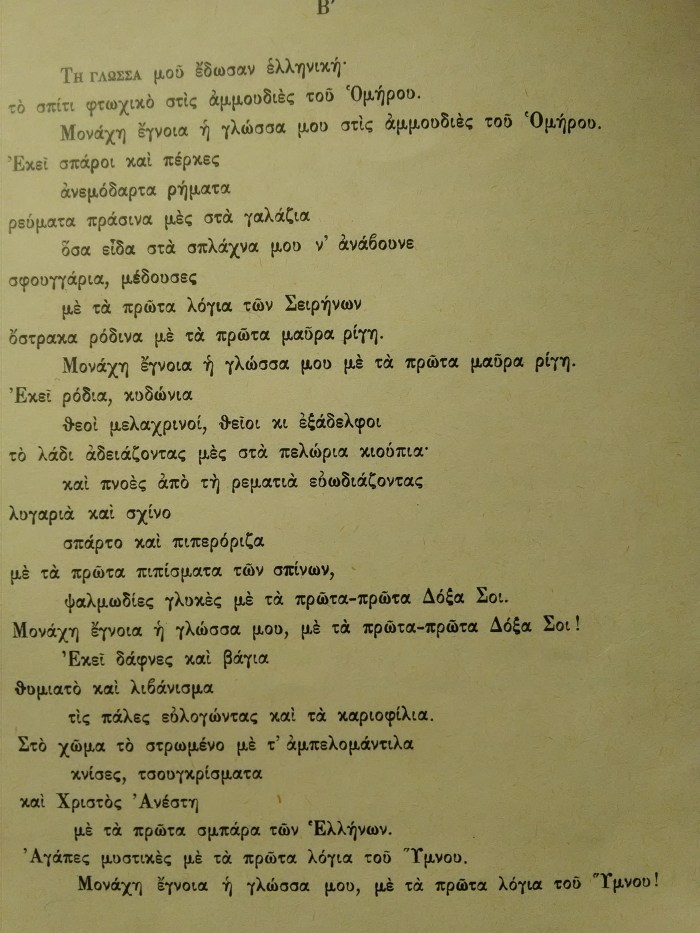 Β′
Τῆ γλῶσσα μοῦ ἔδωσαν ἑλληνική·
τὸ σπίτι φτωχικὸ στὶς ἀμμουδιὲς τοῦ Ὁμήρου.
Μονάχη ἔγνοια ἡ γλώσσα μου στὶς ἀμμουδιὲς τοῦ Ὁμήρου.
Ἐκεῖ σπάροι καὶ πέρκες
ἀνεμόδαρτα ρήματα
ρεύματα πράσινα μὲς στὰ γαλάζια
ὅσα εἶδα στὰ σπλάχνα μου ν’ ἀνάβουνε
σφουγγάρια, μέδουσες
μὲ τὰ πρῶτα λόγια τῶν Σειρήνων
ὄστρακα ρόδινα μὲ τὰ πρῶτα μαῦρα ρίγη.
Μονάχη ἔγνοια ἡ γλώσσα μου μὲ τὰ πρῶτα μαῦρα ρίγη.
Ἐκεῖ ρόδια, κυδώνια
θεοὶ μελαχρινοί, θεῖοι κι ἐξάδελφοι
τὸ λάδι ἀδειάζοντας μὲς στὰ πελώρια κιούπια·
καὶ πνοὲς ἀπὸ τὴ ρεματιὰ εὐωδιάζοντας
λυγαριὰ καὶ σχίνο
σπάρτο καὶ πιπερόριζα
μὲ τὰ πρῶτα πιπίσματα τῶν σπίνων,
ψαλμωδίες γλυκὲς μὲ τὰ πρῶτα-πρῶτα Δόξα Σοι.
Μονάχη ἔγνοια ἡ γλώσσα μου, μὲ τὰ πρῶτα-πρῶτα Δόξα Σοι!
Ἐκεῖ δάφνες καὶ βάγια
θυμιατὸ καὶ λιβάνισμα
τὶς πάλες εὐλογώντας καὶ τὰ καριοφίλια.
Στὸ χῶμα τὸ στρωμένο μὲ τ’ ἀμπελομάντιλα
κνίσες, τσουγκρίσματα
καὶ Χριστὸς Ἀνέστη
μὲ τὰ πρῶτα σμπάρα τῶν Ἑλλήνων.
Ἀγάπες μυστικὲς μὲ τὰ πρῶτα λόγια τοῦ Ὕμνου.
Μονάχη ἔγνοια ἡ γλώσσα μου, μὲ τὰ πρῶτα λόγια τοῦ Ὕμνου!